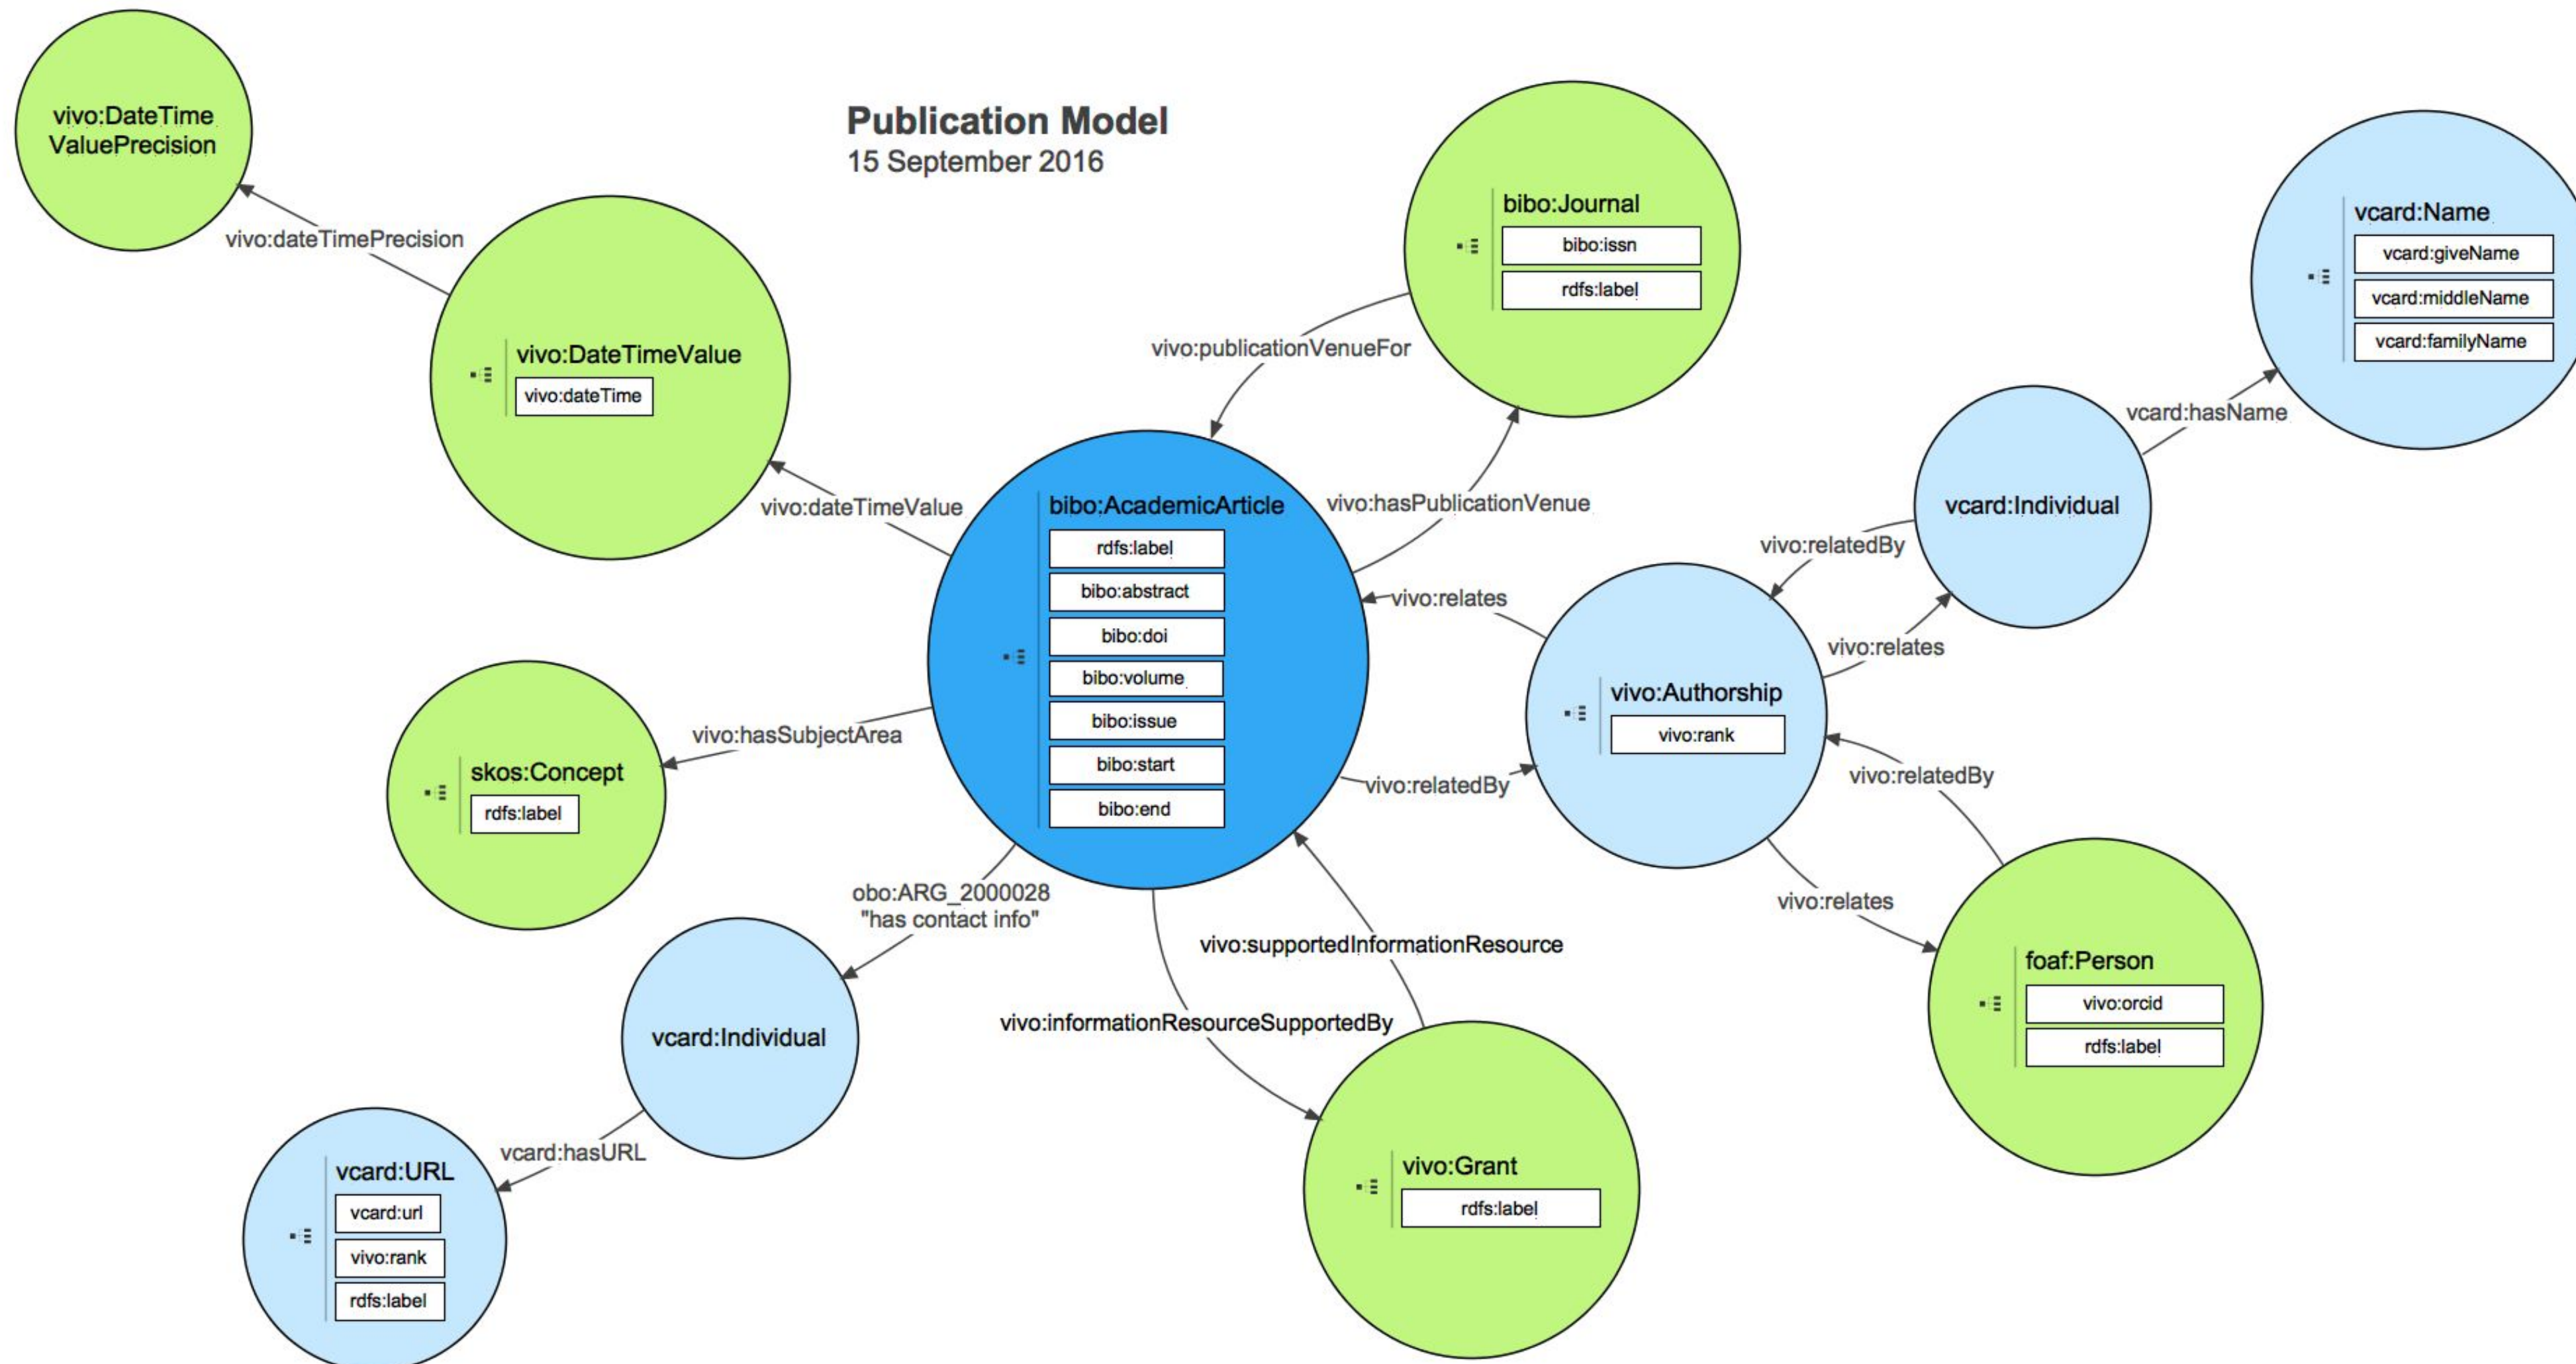 Publication Model
15 September 2016
vivo:DateTime
ValuePrecision
vivo:dateTimePrecision
vivo:DateTimeValue
vivo:dateTime
vivo:dateTimeValue
bibo:Journal
bibo:issn
rdfs:label
vivo:publicationVenueFor
vivo:hasPublicationVenue
vcard:Name
vcard:giveName
vcard:middleName
vcard:familyName
vcard:hasName
vcard:Individual
vivo:relatedBy
vivo:relates
bibo:AcademicArticle
rdfs:label
bibo:abstract
bibo:doi
bibo:volume
bibo:issue
bibo:start
bibo:end
vivo:relates
vivo:relatedBy
vivo:Authorship
vivo:rank
vivo:relatedBy
vivo:relates
foaf:Person
vivo:orcid
rdfs:label
vivo:hasSubjectArea
skos:Concept
rdfs:label
obo:ARG_2000028
"has contact info"
vcard:Individual
vcard:hasURL
vcard:URL
vcard:url
vivo:rank
rdfs:label
vivo:supportedInformationResource
vivo:informationResourceSupportedBy
vivo:Grant
rdfs:label